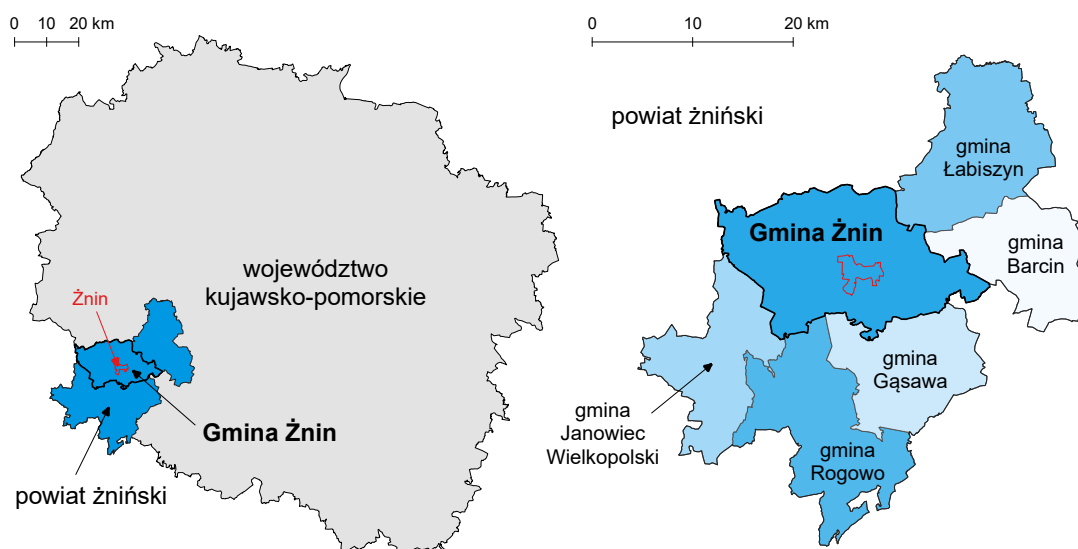 0 10 20 km
województwo
kujawsko-pomorskie
Żnin
Gmina Żnin
powiat żniński
0 10 20 km
powiat żniński
gmina
Łabiszyn
Gmina Żnin
gmina
Barcin
gmina
Gąsawa
gmina
Janowiec
Wielkopolski
gmina
Rogowo